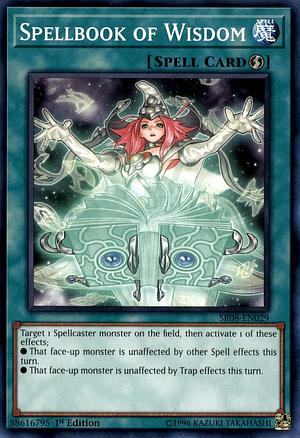 SPELLBOOK OF WISDOM 魔
[SPELL CARD]
SR08-EN029
Target 1 Spellcaster monster on the field, then activate 1 of these
effects;
● That face-up monster is unaffected by other Spell effects this
turn.
● That face-up monster is unaffected by Trap effects this turn.
88616795 1st Edition ©1996 KAZUKI TAKAHASHI